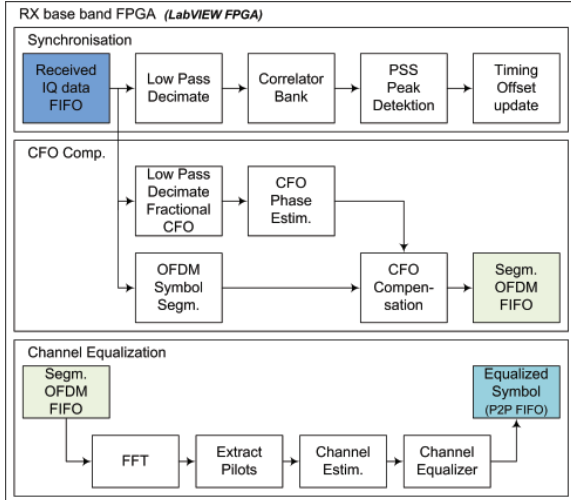 RX base band FPGA (LabVIEW FPGA)
Synchronisation
Received
IQ data
FIFO
Low Pass
Decimate
Correlator
Bank
PSS
Peak
Detektion
Timing
Offset
update
CFO Comp.
Low Pass
Decimate
Fractional
CFO
CFO
Phase
Estim.
OFDM
Symbol
Segm.
CFO
Compen-
sation
Segm.
OFDM
FIFO
Channel Equalization
Segm.
OFDM
FIFO
FFT
Extract
Pilots
Channel
Estim.
Channel
Equalizer
Equalized
Symbol
(P2P FIFO)